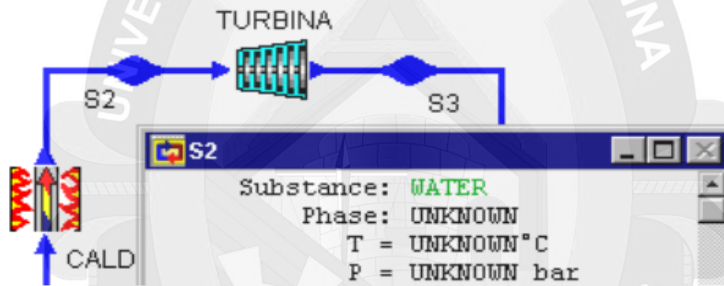 TURBINA
S2
S3
S2
Substance: WATER
Phase: UNKNOWN
T = UNKNOWN°C
CALD
P = UNKNOWN bar